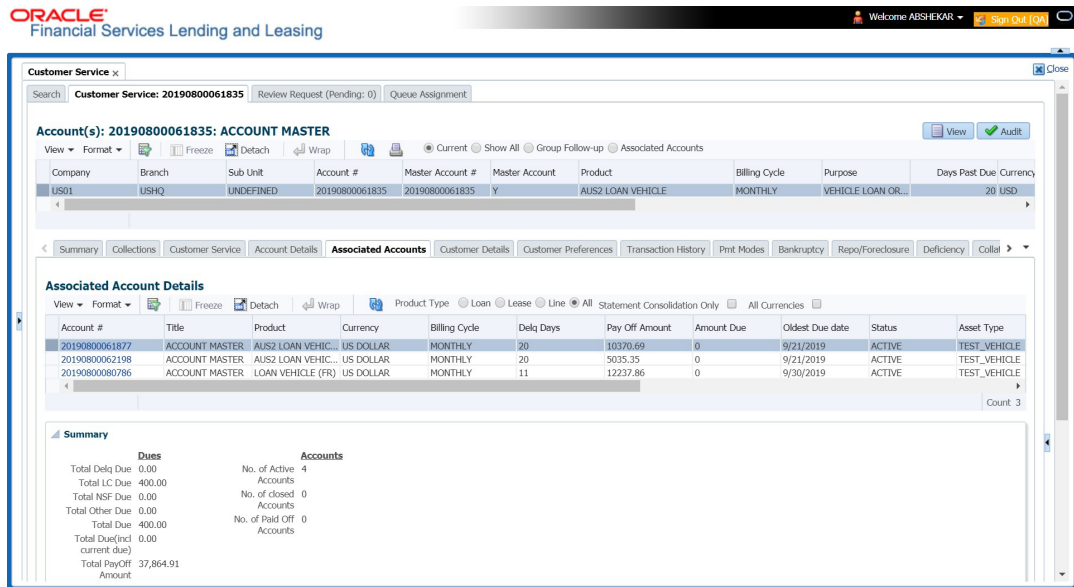 ORACLE
Financial Services Lending and Leasing
Welcome ABSHEKAR
Sign Out [QA]
Customer Service ×
Close
Search
Customer Service: 20190800061835
Review Request (Pending: 0)
Queue Assignment
Account(s): 20190800061835: ACCOUNT MASTER
View
Audit
View Format Freeze Detach Wrap Current Show All Group Follow-up Associated Accounts
Company Branch Sub Unit Account # Master Account # Master Account Product Billing Cycle Purpose Days Past Due Currency
US01 USHQ UNDEFINED 20190800061835 20190800061835 Y AUS2 LOAN VEHICLE MONTHLY VEHICLE LOAN OR... 20 USD
Summary Collections Customer Service Account Details Associated Accounts Customer Details Customer Preferences Transaction History Pmt Modes Bankruptcy Repo/Foreclosure Deficiency Collat
Associated Account Details
View Format Freeze Detach Wrap Product Type Loan Lease Line All Statement Consolidation Only All Currencies
Account # Title Product Currency Billing Cycle Delq Days Pay Off Amount Amount Due Oldest Due date Status Asset Type
20190800061877 ACCOUNT MASTER AUS2 LOAN VEHIC... US DOLLAR MONTHLY 20 10370.69 0 9/21/2019 ACTIVE TEST_VEHICLE
20190800062198 ACCOUNT MASTER AUS2 LOAN VEHIC... US DOLLAR MONTHLY 20 5035.35 0 9/21/2019 ACTIVE TEST_VEHICLE
20190800080786 ACCOUNT MASTER LOAN VEHICLE (FR) US DOLLAR MONTHLY 11 12237.86 0 9/30/2019 ACTIVE TEST_VEHICLE
Count 3
Summary
Dues
Total Delq Due 0.00
Total LC Due 400.00
Total NSF Due 0.00
Total Other Due 0.00
Total Due 400.00
Total Due(incl 0.00
current due)
Total PayOff 37,864.91
Amount
Accounts
No. of Active 4
Accounts
No. of closed 0
Accounts
No. of Paid Off 0
Accounts